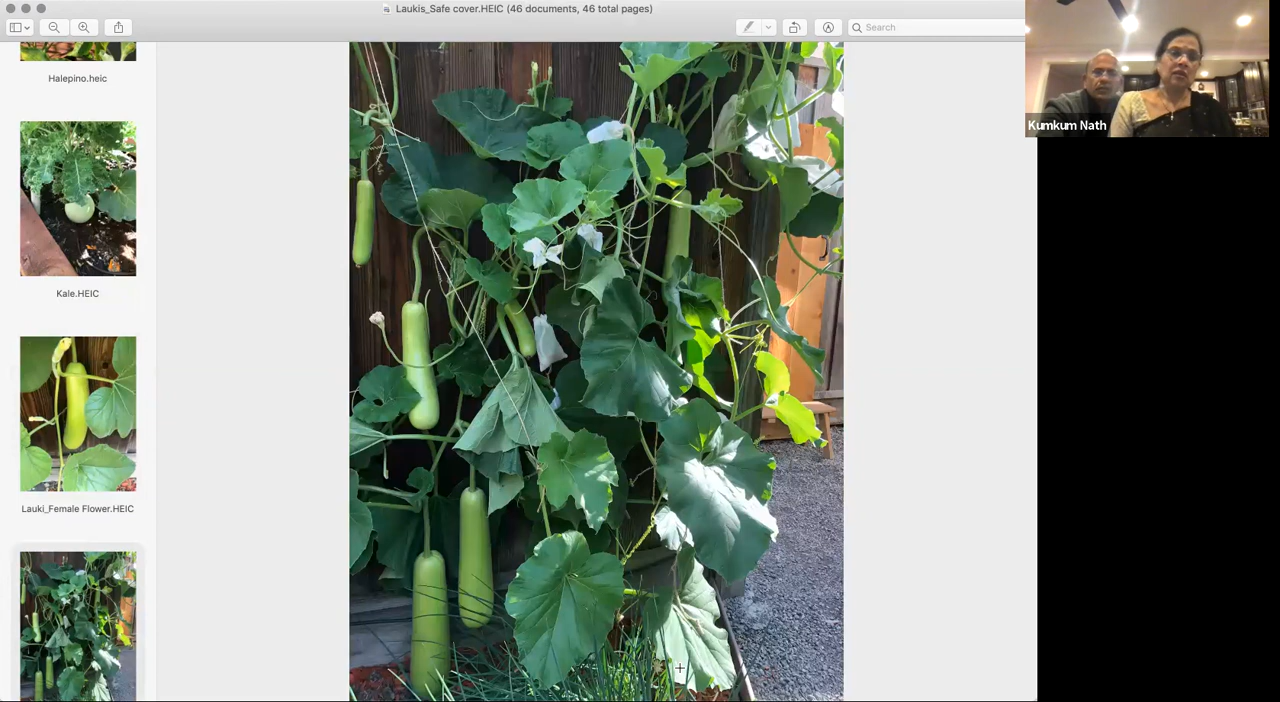 Laukis_Safe cover.HEIC (46 documents, 46 total pages)
Search
Kumkum Nath
Halepino.heic
Kale.HEIC
Lauki_Female Flower.HEIC